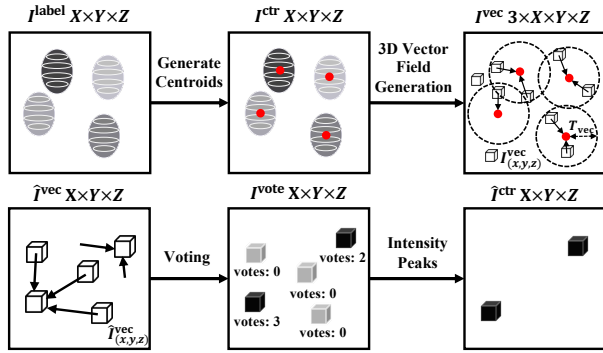 I^label X×Y×Z
I^ctr X×Y×Z
I^vec 3×X×Y×Z
Generate
Centroids
3D Vector
Field
Generation
T_vec
I^vec_(x,y,z)
Î^vec X×Y×Z
I^vote X×Y×Z
Î^ctr X×Y×Z
Î^vec_(x,y,z)
Voting
votes: 0
votes: 2
votes: 0
votes: 3
votes: 0
Intensity
Peaks